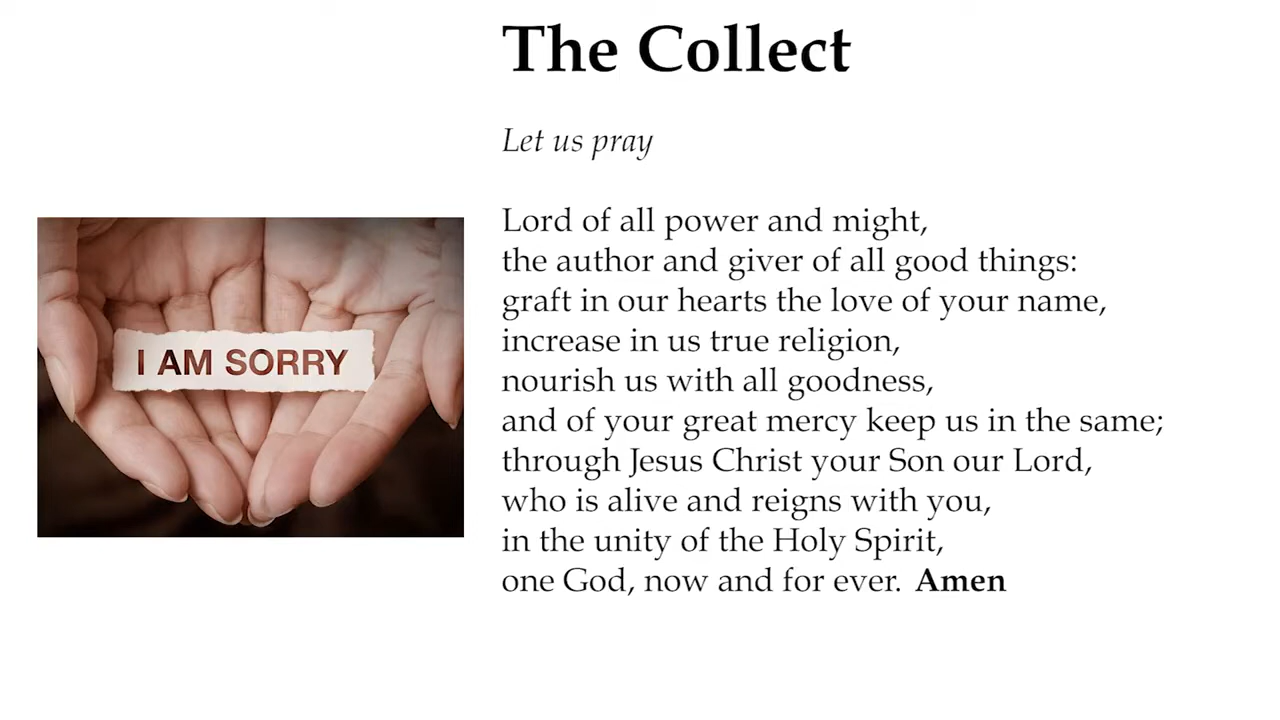 The Collect
Let us pray
I AM SORRY
Lord of all power and might,
the author and giver of all good things:
graft in our hearts the love of your name,
increase in us true religion,
nourish us with all goodness,
and of your great mercy keep us in the same;
through Jesus Christ your Son our Lord,
who is alive and reigns with you,
in the unity of the Holy Spirit,
one God, now and for ever. Amen